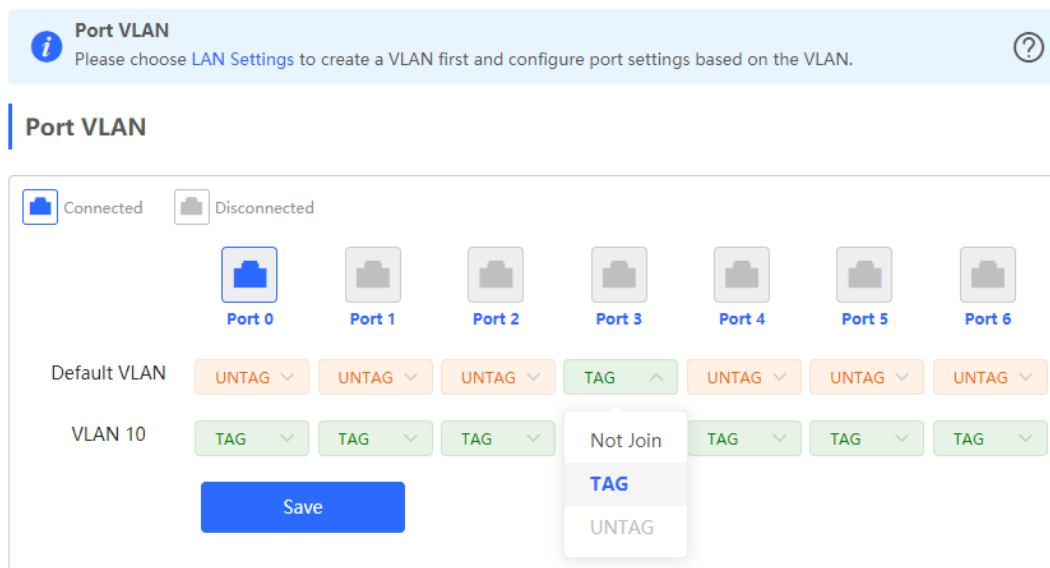 Port VLAN
Please choose LAN Settings to create a VLAN first and configure port settings based on the VLAN.
Port VLAN
Connected Disconnected
Port 0 Port 1 Port 2 Port 3 Port 4 Port 5 Port 6
Default VLAN UNTAG UNTAG UNTAG TAG UNTAG UNTAG UNTAG
VLAN 10 TAG TAG TAG Not Join TAG TAG TAG
TAG
Save
UNTAG